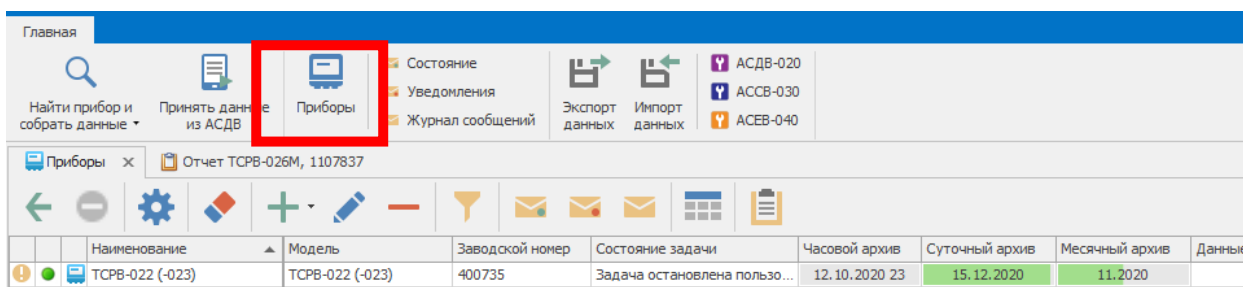 Главная
Найти прибор и
собрать данные
Принять данные
из АСДВ
Приборы
Состояние
Уведомления
Журнал сообщений
Экспорт
данных
Импорт
данных
АСДВ-020
АССВ-030
АСЕВ-040
Приборы × Отчет ТСРВ-026М, 1107837
Наименование Модель Заводской номер Состояние задачи Часовой архив Суточный архив Месячный архив Данные
ТСРВ-022 (-023) ТСРВ-022 (-023) 400735 Задача остановлена пользо... 12.10.2020 23 15.12.2020 11.2020